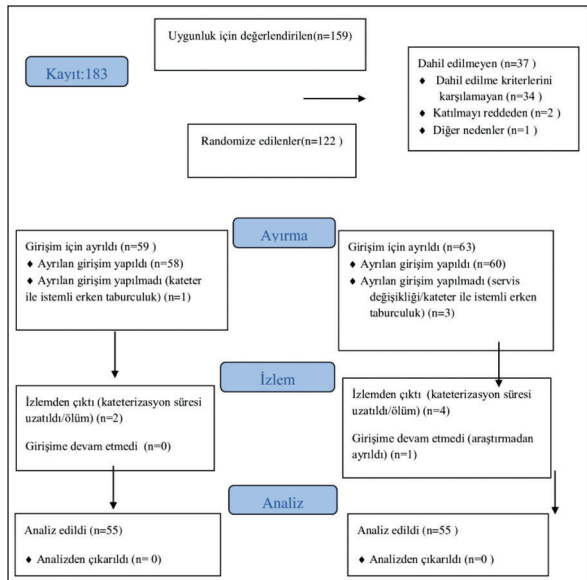 Uygunluk için değerlendirilen(n=159)
Kayıt:183
Dahil edilmeyen (n=37 )
♦ Dahil edilme kriterlerini
karşılamayan (n=34 )
♦ Katılmayı reddeden (n=2 )
♦ Diğer nedenler (n=1 )
Randomize edilenler(n=122 )
Ayırma
Girişim için ayrıldı (n=59 )
♦ Ayrılan girişim yapıldı (n=58)
♦ Ayrılan girişim yapılmadı (kateter
ile istemli erken taburculuk) (n=1)
Girişim için ayrıldı (n=63)
♦ Ayrılan girişim yapıldı (n=60)
♦ Ayrılan girişim yapılmadı (servis
değişikliği/kateter ile istemli erken
taburculuk) (n=3)
İzlem
İzlemden çıktı (kateterizasyon süresi
uzatıldı/ölüm) (n=2)
Girişime devam etmedi (n=0)
İzlemden çıktı (kateterizasyon süresi
uzatıldı/ölüm) (n=4)
Girişime devam etmedi (araştırmadan
ayrıldı) (n=1)
Analiz
Analiz edildi (n=55)
♦ Analizden çıkarıldı (n= 0)
Analiz edildi (n=55 )
♦ Analizden çıkarıldı (n=0 )